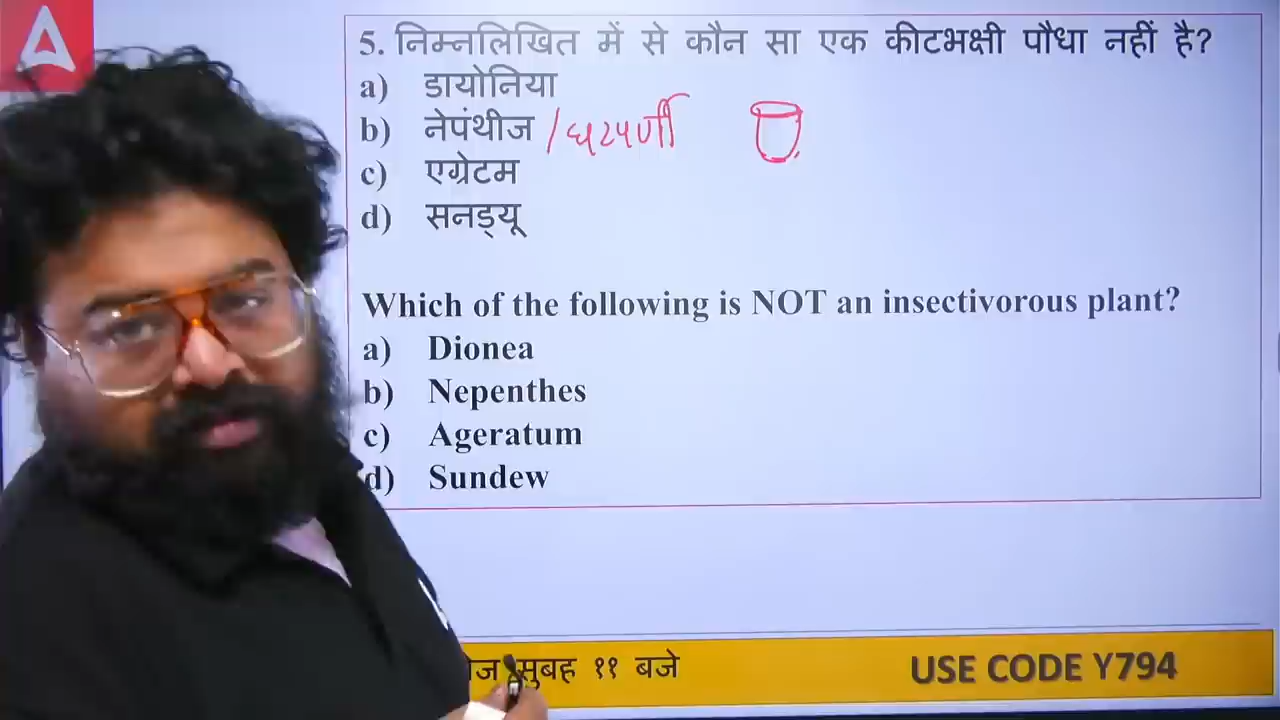 5. निम्नलिखित में से कौन सा एक कीटभक्षी पौधा नहीं है?
a) डायोनिया
b) नेपंथीज / घटपर्णी
c) एग्रेटम
d) सनड्यू
Which of the following is NOT an insectivorous plant?
a) Dionea
b) Nepenthes
c) Ageratum
d) Sundew
सुबह ११ बजे USE CODE Y794